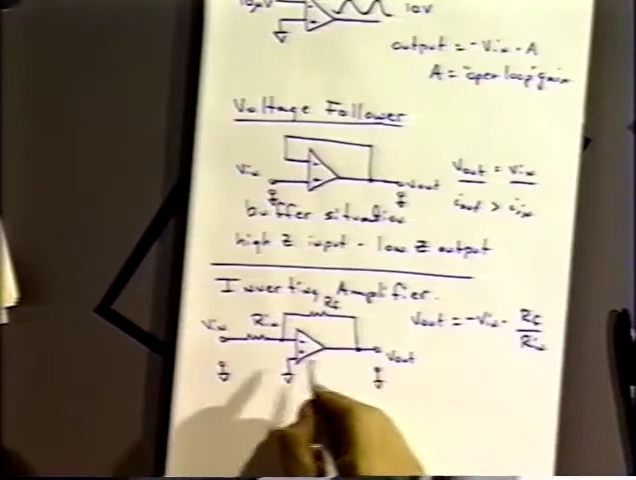 10V
output = -Vin · A
A = "open loop" gain
Voltage Follower
Vin
Vout
Vout = Vin
iout > iin
buffer situation
high Z input - low Z output
Inverting Amplifier.
Rf
Vin
Rin
Vout
Vout = -Vin · Rf / Rin